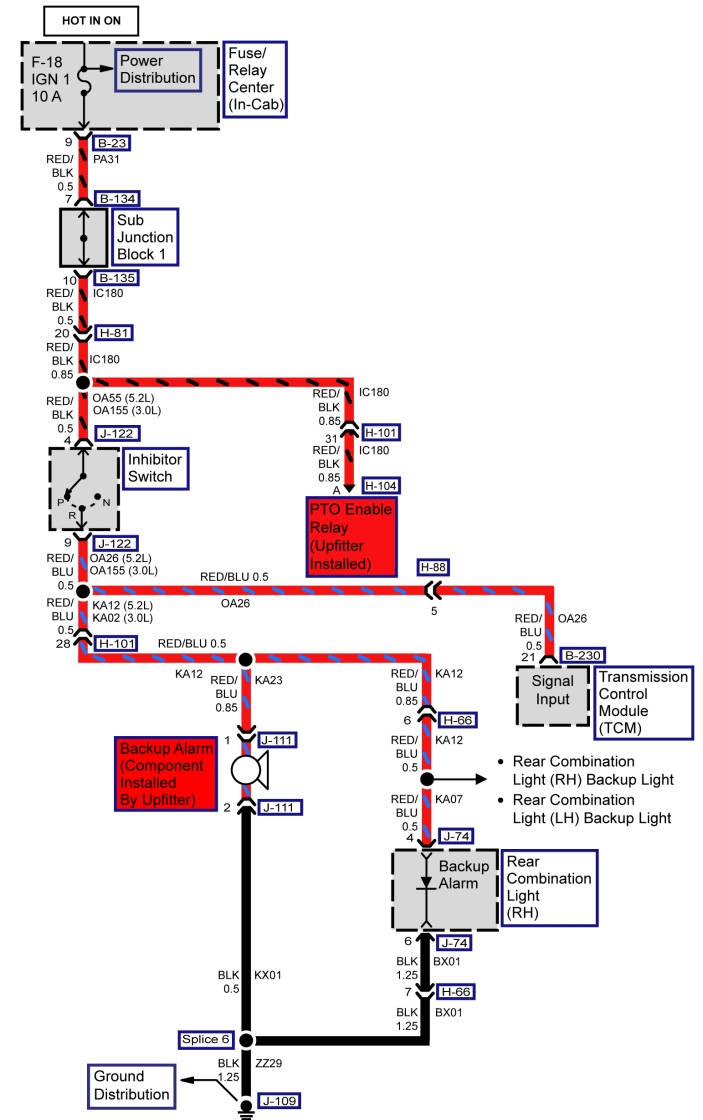 HOT IN ON
F-18
IGN 1
10 A
Power
Distribution
Fuse/
Relay
Center
(In-Cab)
9
B-23
RED/
BLK
0.5
PA31
7
B-134
Sub
Junction
Block 1
10
B-135
RED/
BLK
0.5
IC180
20
H-81
RED/
BLK
0.85
IC180
RED/
BLK
0.5
OA55 (5.2L)
OA155 (3.0L)
4
J-122
RED/
BLK
0.85
IC180
31
H-101
RED/
BLK
0.85
IC180
A
H-104
PTO Enable
Relay
(Upfitter
Installed)
Inhibitor
Switch
P
R
N
9
J-122
RED/
BLU
0.5
OA26 (5.2L)
OA155 (3.0L)
RED/BLU 0.5
OA26
H-88
5
RED/
BLU
0.5
OA26
21
B-230
Signal
Input
Transmission
Control
Module
(TCM)
RED/
BLU
0.5
KA12 (5.2L)
KA02 (3.0L)
28
H-101
RED/BLU 0.5
KA12
RED/
BLU
0.85
KA23
1
J-111
Backup Alarm
(Component
Installed
By Upfitter)
2
J-111
RED/
BLU
0.85
KA12
6
H-66
RED/
BLU
0.5
KA12
• Rear Combination
Light (RH) Backup Light
• Rear Combination
Light (LH) Backup Light
RED/
BLU
0.5
KA07
4
J-74
Backup
Alarm
Rear
Combination
Light
(RH)
6
J-74
BLK
1.25
BX01
7
H-66
BLK
1.25
BX01
BLK
0.5
KX01
Splice 6
BLK
1.25
ZZ29
Ground
Distribution
J-109